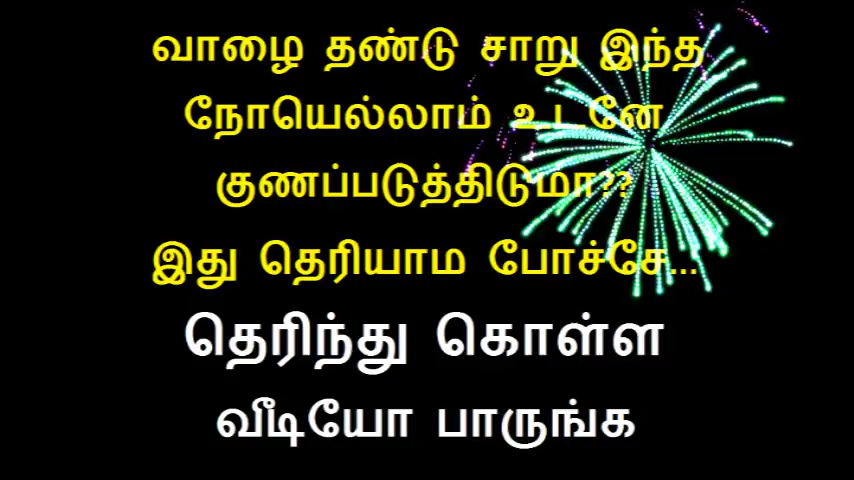 வாழை தண்டு சாறு இந்த
நோயெல்லாம் உடனே
குணப்படுத்திடுமா??
இது தெரியாம போச்சே...
தெரிந்து கொள்ள
வீடியோ பாருங்க